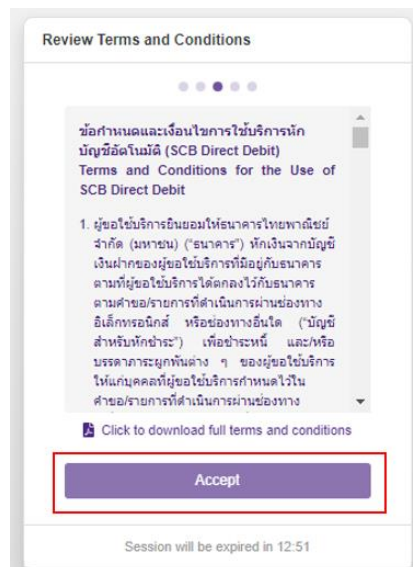 Review Terms and Conditions
ข้อกำหนดและเงื่อนไขการใช้บริการหัก
บัญชีอัตโนมัติ (SCB Direct Debit)
Terms and Conditions for the Use of
SCB Direct Debit
1. ผู้ขอใช้บริการยินยอมให้ธนาคารไทยพาณิชย์
จำกัด (มหาชน) ("ธนาคาร") หักเงินจากบัญชี
เงินฝากของผู้ขอใช้บริการที่มีอยู่กับธนาคาร
ตามที่ผู้ขอใช้บริการได้ตกลงไว้กับธนาคาร
ตามคำขอ/รายการที่ดำเนินการผ่านช่องทาง
อิเล็กทรอนิกส์ หรือช่องทางอื่นใด ("บัญชี
สำหรับหักชำระ") เพื่อชำระหนี้ และ/หรือ
บรรดาภาระผูกพันต่าง ๆ ของผู้ขอใช้บริการ
ให้แก่บุคคลที่ผู้ขอใช้บริการกำหนดไว้ใน
คำขอ/รายการที่ดำเนินการผ่านช่องทาง
Click to download full terms and conditions
Accept
Session will be expired in 12:51